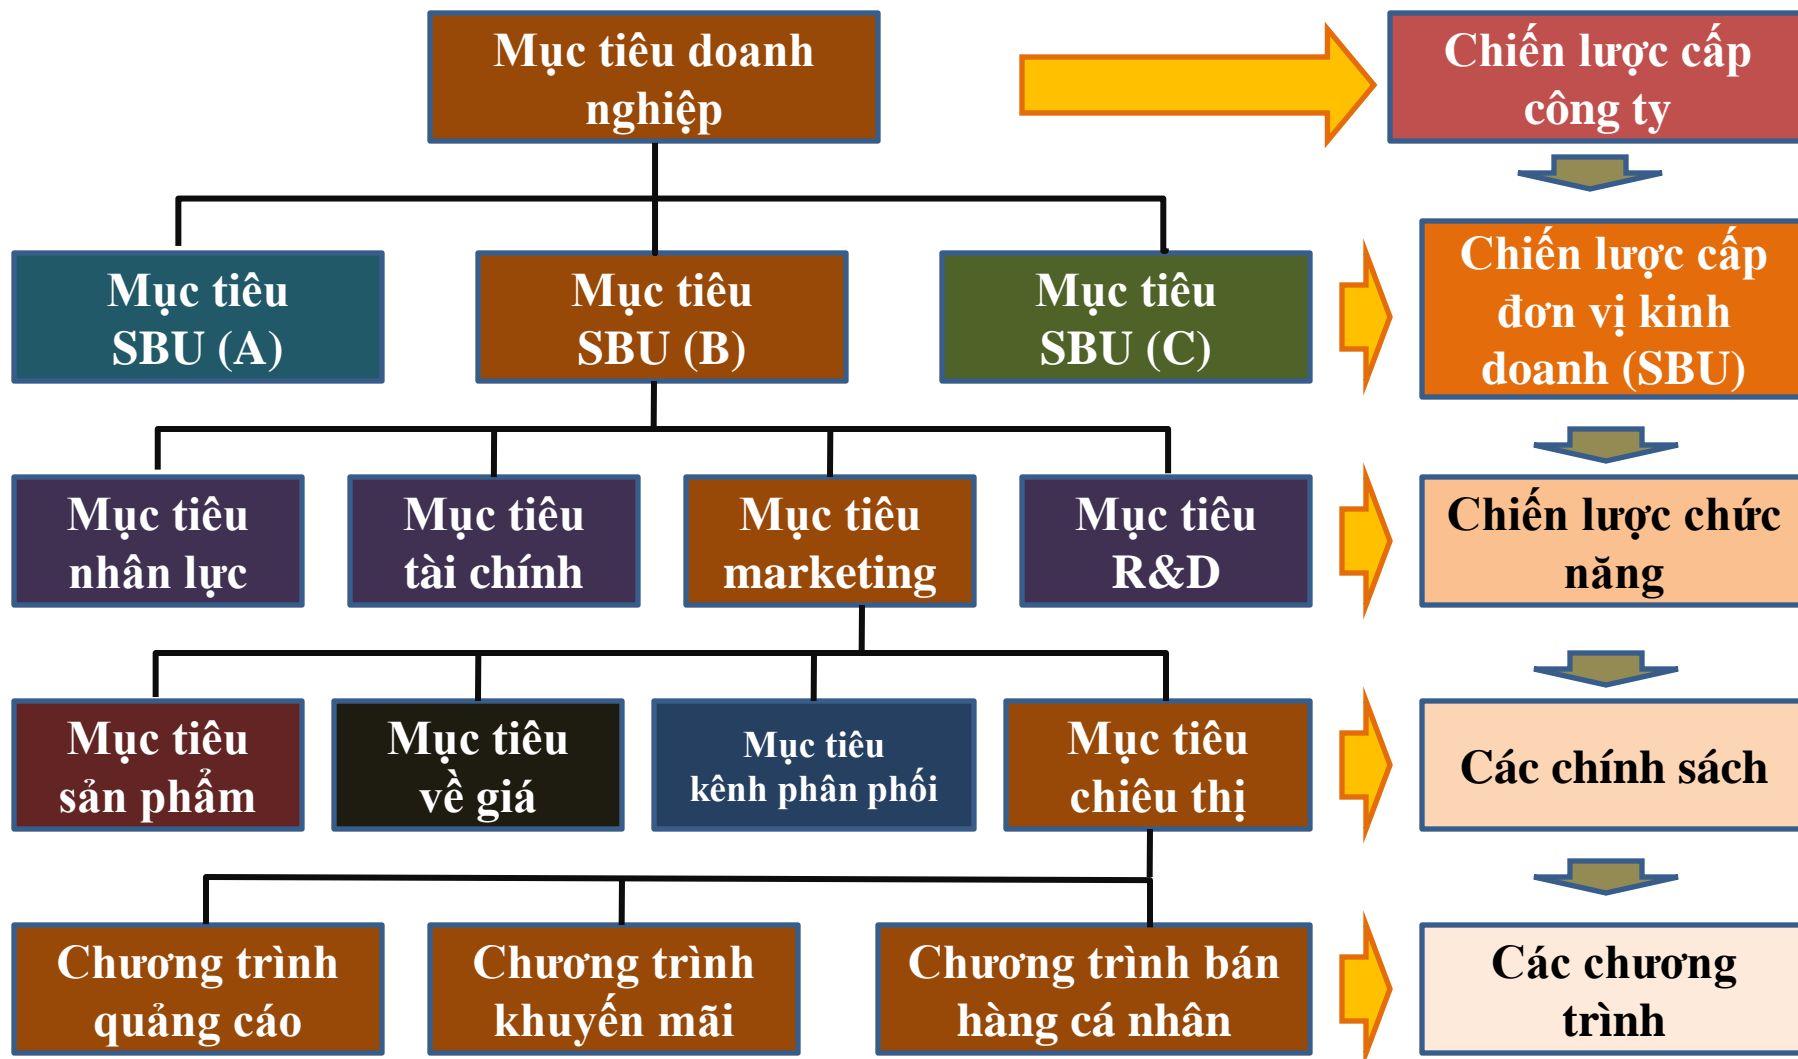 Mục tiêu doanh
nghiệp
Chiến lược cấp
công ty
Mục tiêu
SBU (A)
Mục tiêu
SBU (B)
Mục tiêu
SBU (C)
Chiến lược cấp
đơn vị kinh
doanh (SBU)
Mục tiêu
nhân lực
Mục tiêu
tài chính
Mục tiêu
marketing
Mục tiêu
R&D
Chiến lược chức
năng
Mục tiêu
sản phẩm
Mục tiêu
về giá
Mục tiêu
kênh phân phối
Mục tiêu
chiêu thị
Các chính sách
Chương trình
quảng cáo
Chương trình
khuyến mãi
Chương trình bán
hàng cá nhân
Các chương
trình